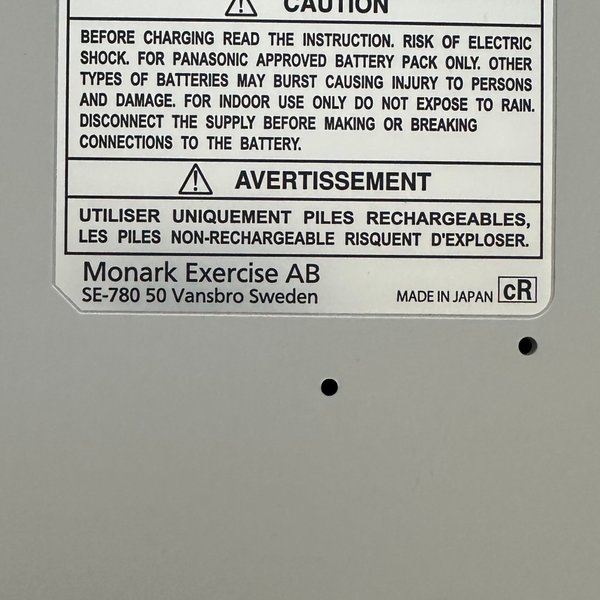 CAUTION
BEFORE CHARGING READ THE INSTRUCTION. RISK OF ELECTRIC
SHOCK. FOR PANASONIC APPROVED BATTERY PACK ONLY. OTHER
TYPES OF BATTERIES MAY BURST CAUSING INJURY TO PERSONS
AND DAMAGE. FOR INDOOR USE ONLY DO NOT EXPOSE TO RAIN.
DISCONNECT THE SUPPLY BEFORE MAKING OR BREAKING
CONNECTIONS TO THE BATTERY.
AVERTISSEMENT
UTILISER UNIQUEMENT PILES RECHARGEABLES,
LES PILES NON-RECHARGEABLE RISQUENT D'EXPLOSER.
Monark Exercise AB
SE-780 50 Vansbro Sweden
MADE IN JAPAN cR